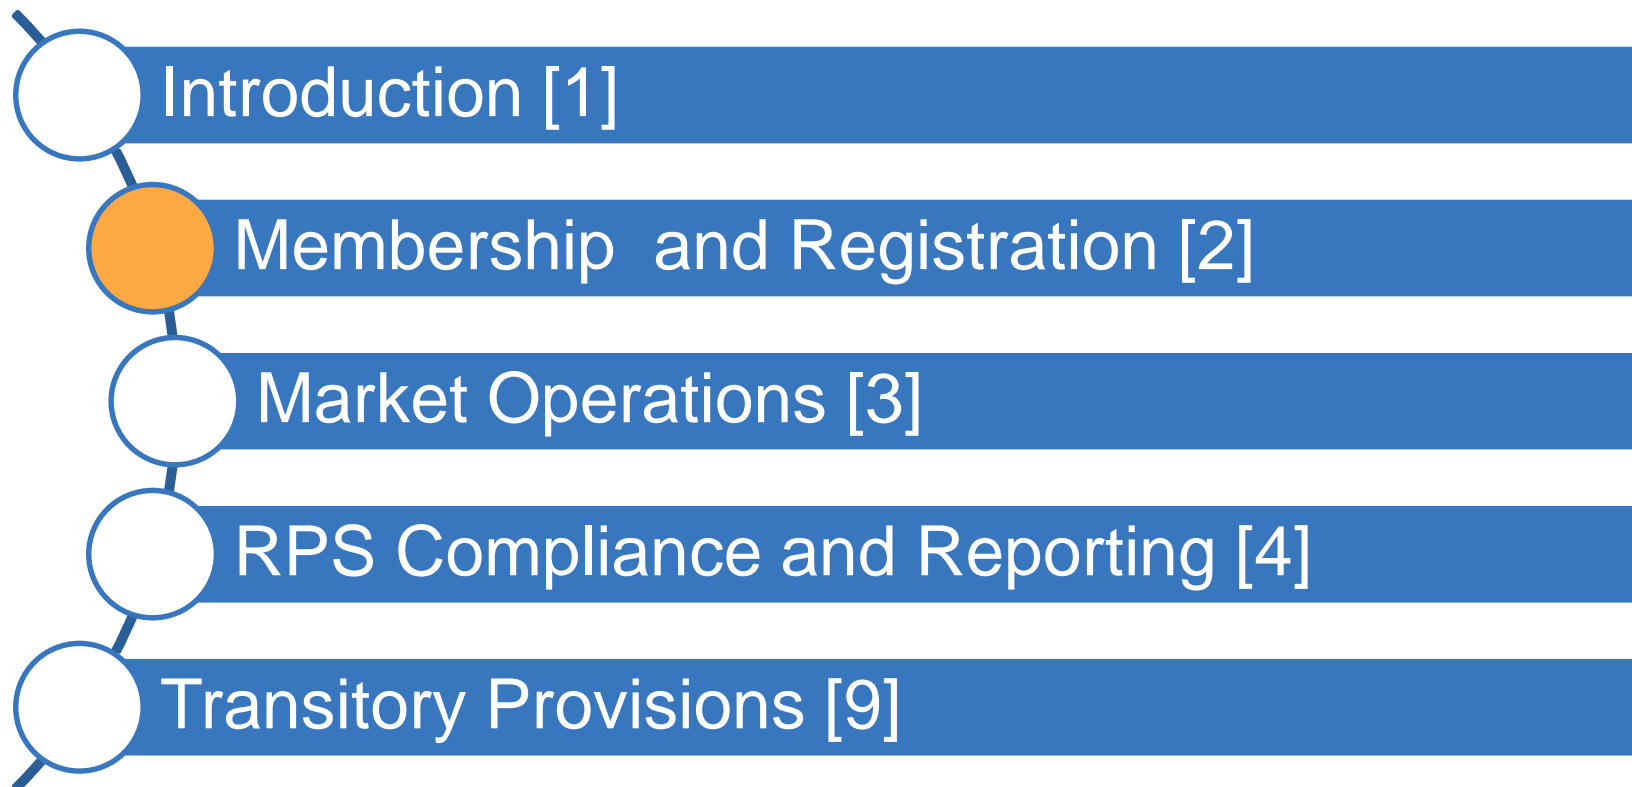 Introduction [1]
Membership  and Registration [2]
Market Operations [3]
RPS Compliance and Reporting [4]
Transitory Provisions [9]